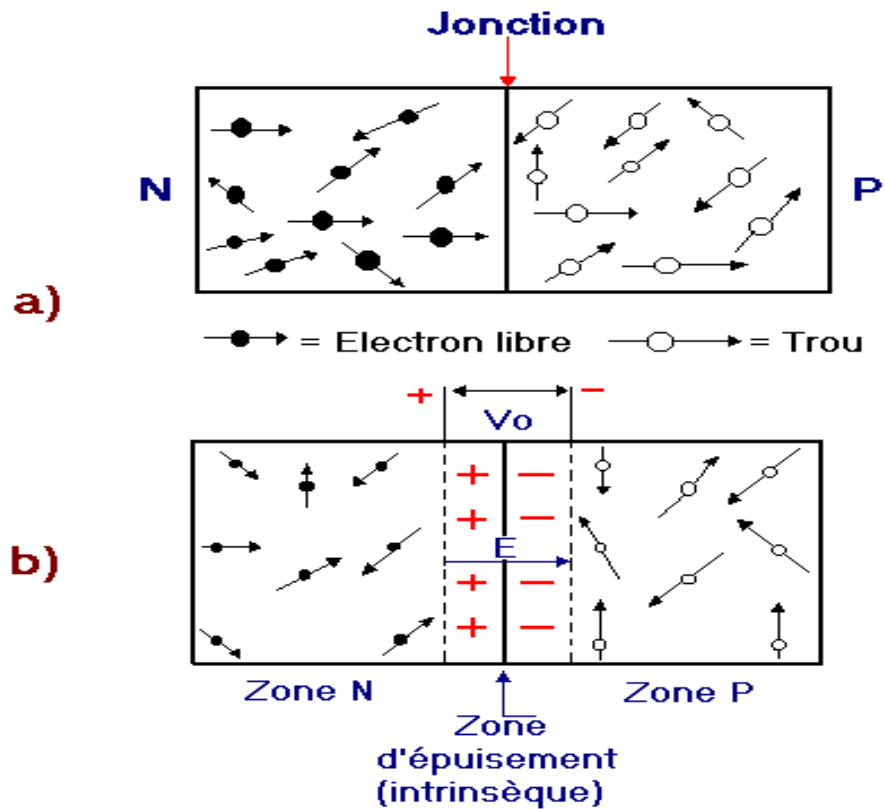 Jonction
N
P
a)
= Electron libre
= Trou
+ −
Vo
+ −
+ −
E
+ −
+ −
b)
Zone N
Zone P
Zone
d'épuisement
(intrinsèque)